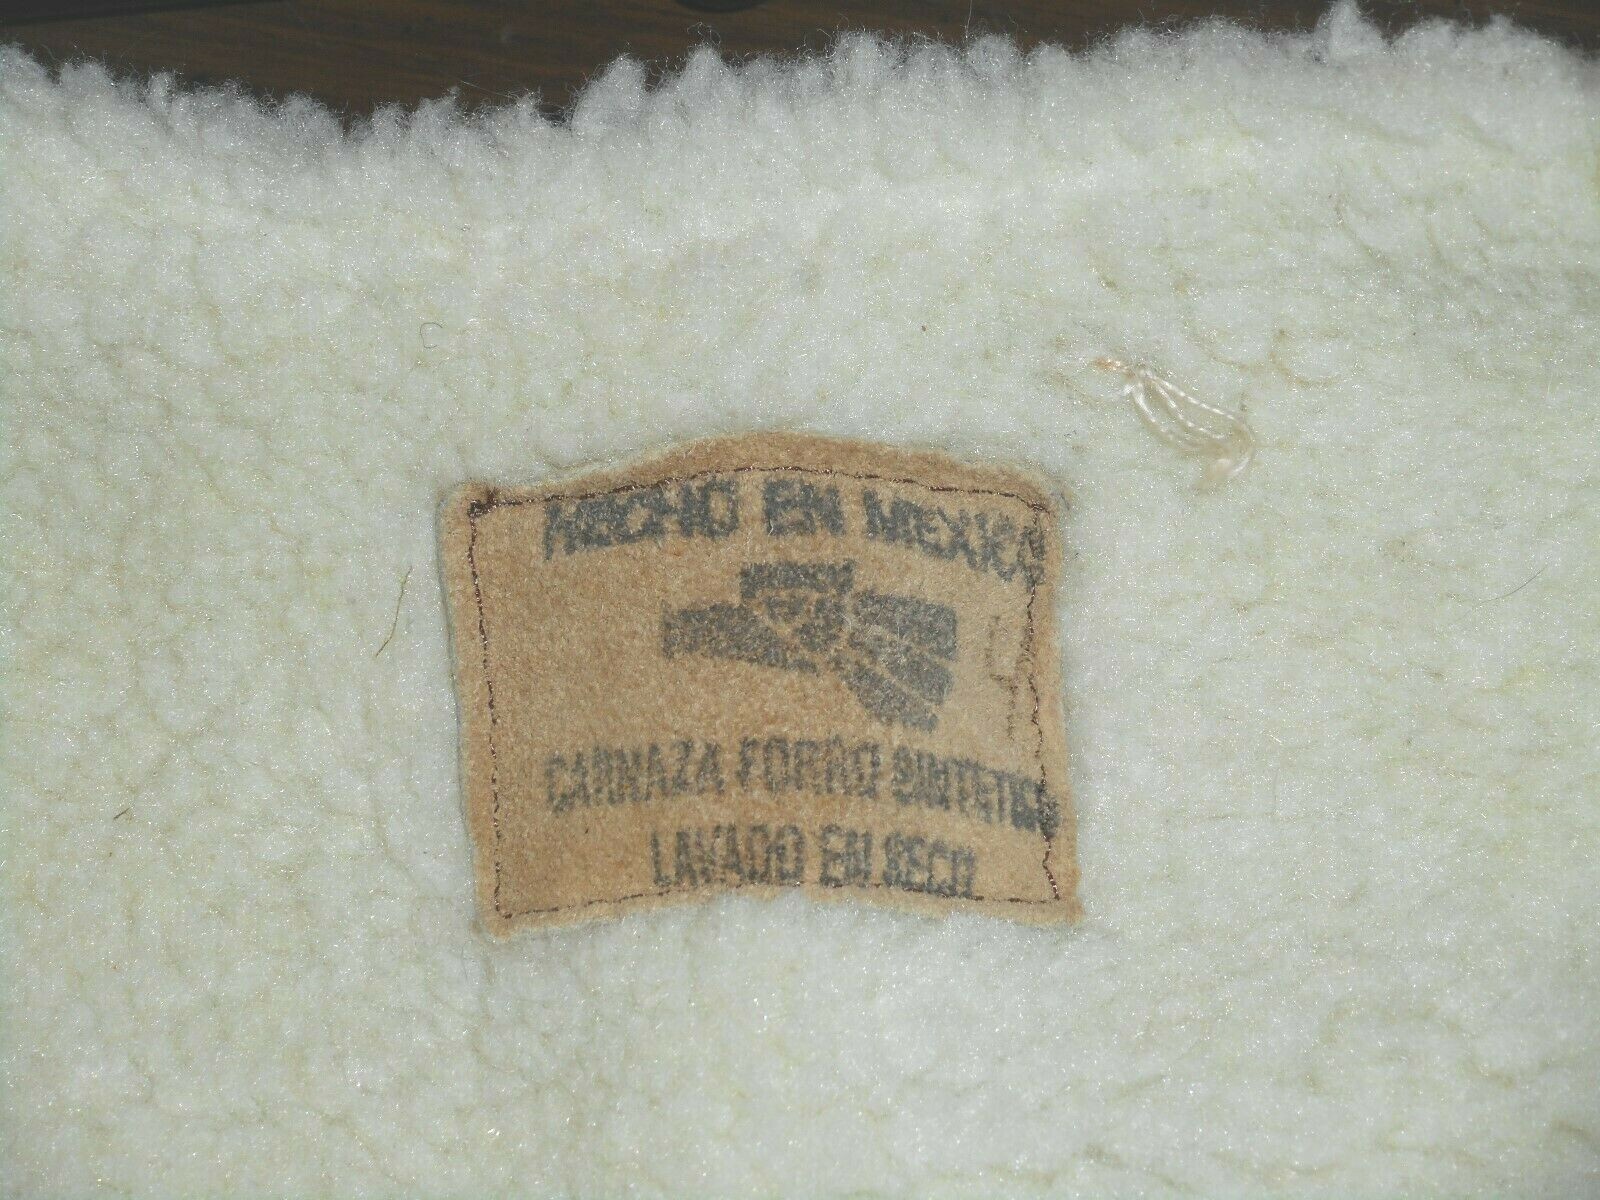 HECHO EN MEXICO
CARNAZA FORRO SINTETICO
LAVADO EN SECO